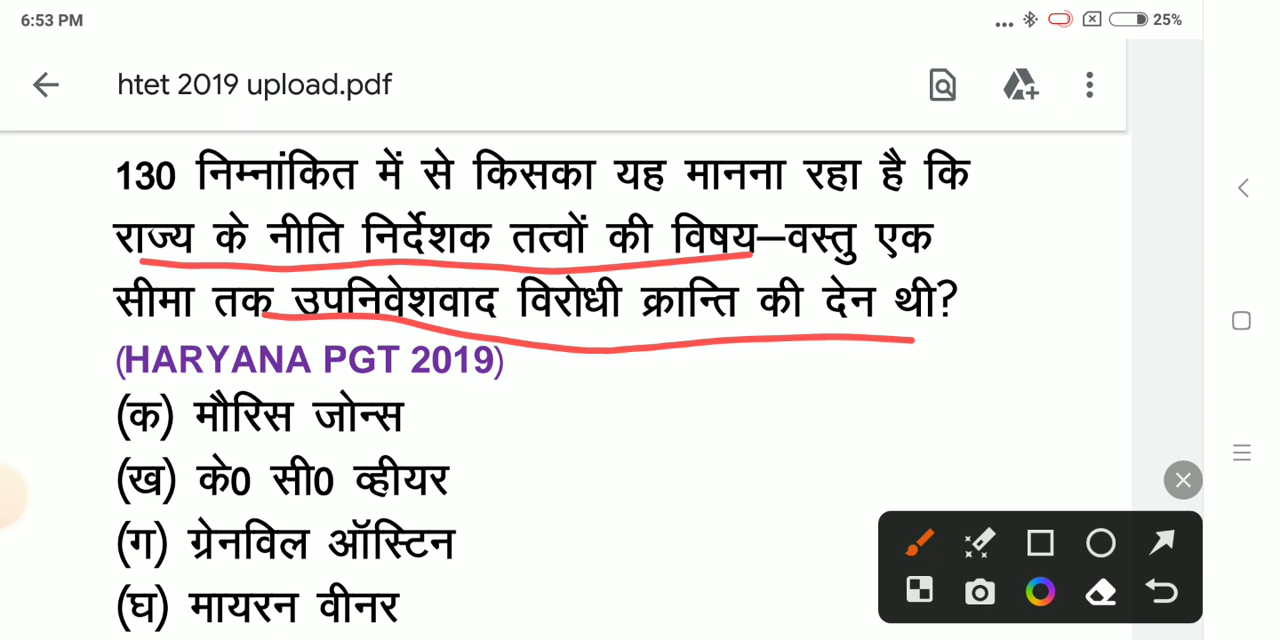 6:53 PM
25%
htet 2019 upload.pdf
130 निम्नांकित में से किसका यह मानना रहा है कि
राज्य के नीति निर्देशक तत्वों की विषय–वस्तु एक
सीमा तक उपनिवेशवाद विरोधी क्रान्ति की देन थी?
(HARYANA PGT 2019)
(क) मौरिस जोन्स
(ख) के0 सी0 व्हीयर
(ग) ग्रेनविल ऑस्टिन
(घ) मायरन वीनर